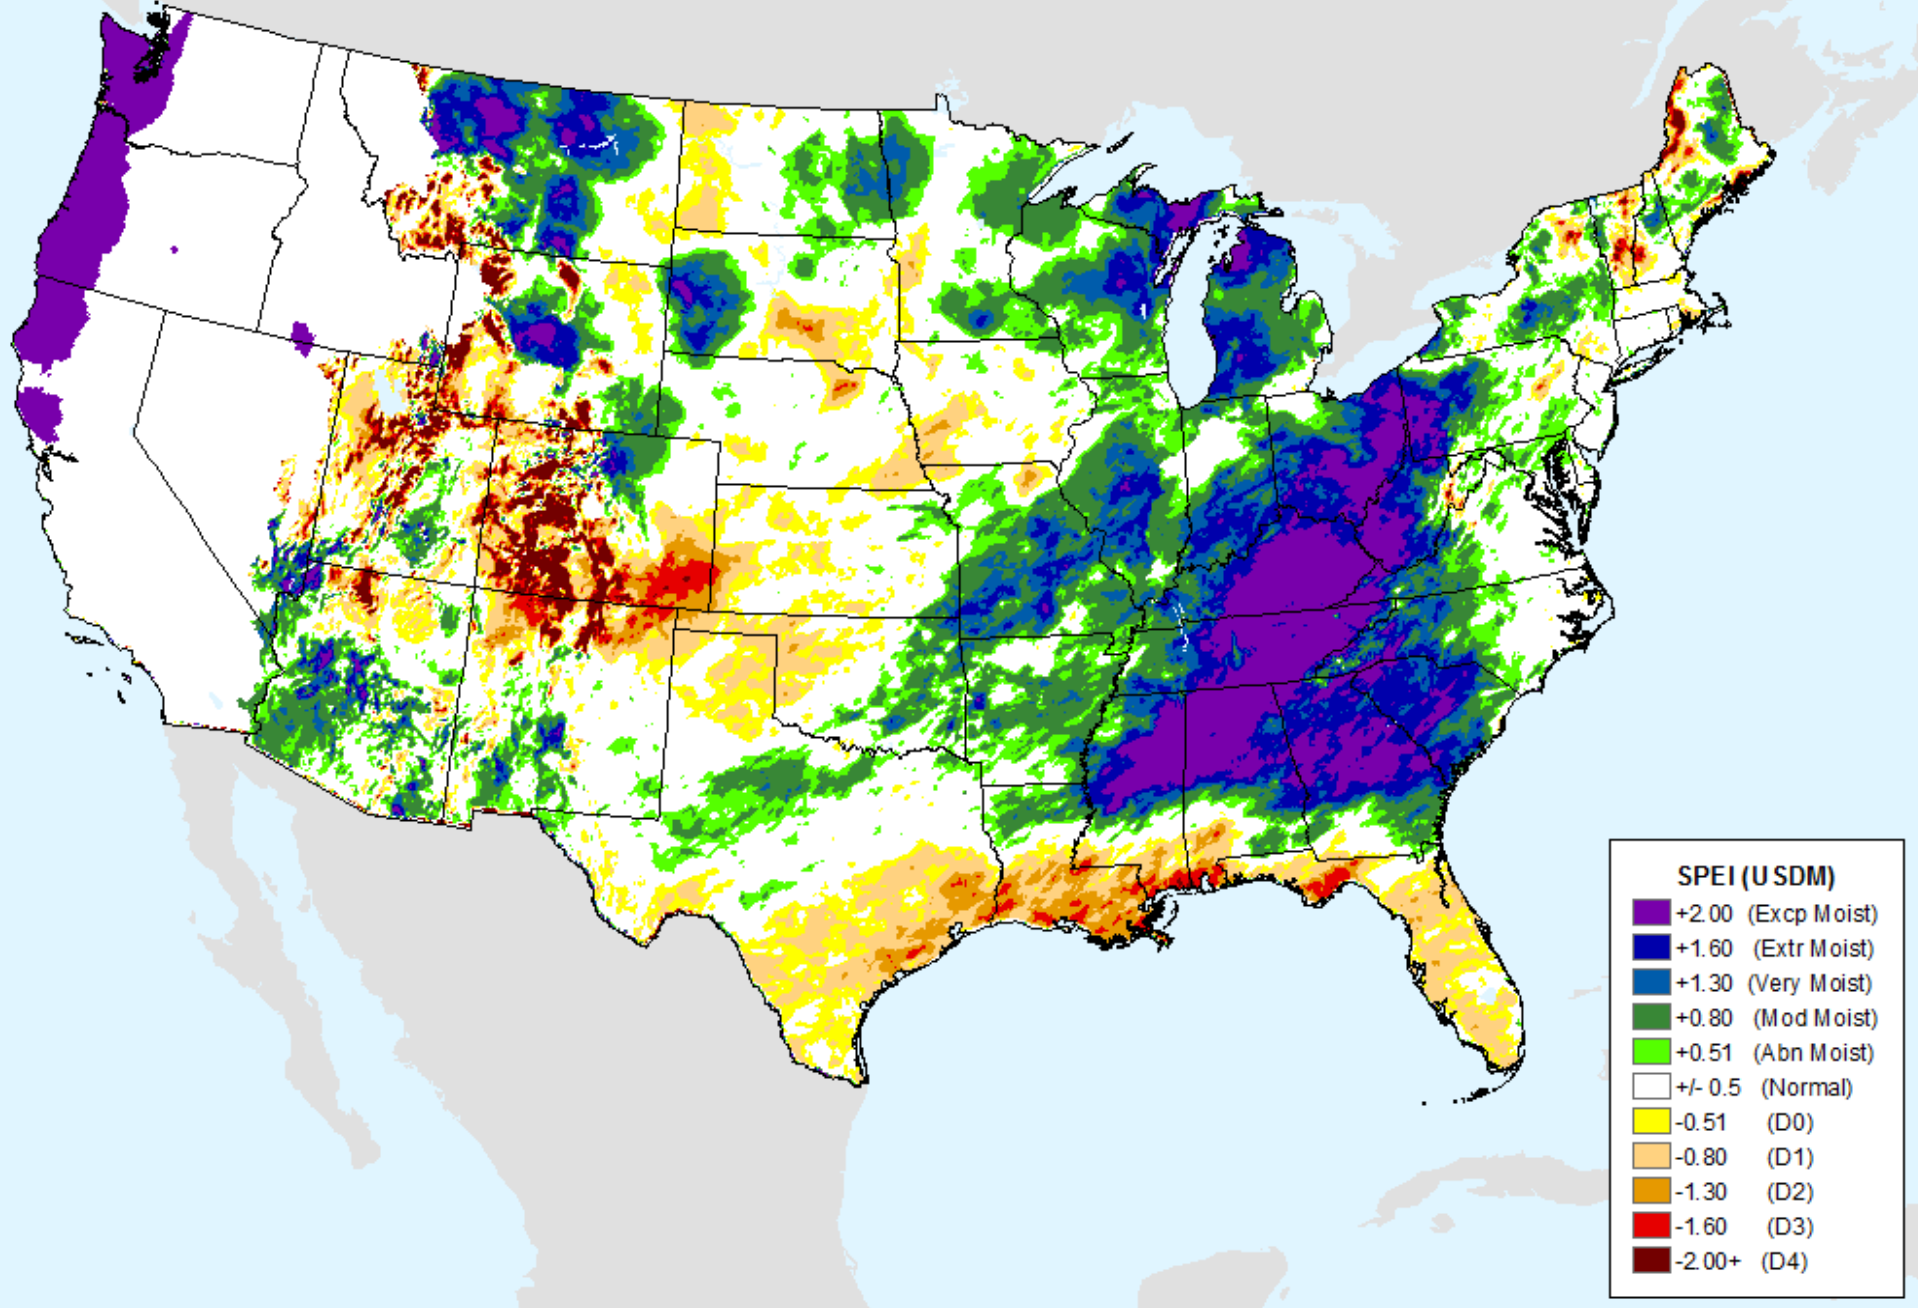 SPEI (USDM)
+2.00 (Excp Moist)
+1.60 (Extr Moist)
+1.30 (Very Moist)
+0.80 (Mod Moist)
+0.51 (Abn Moist)
+/- 0.5 (Normal)
-0.51 (D0)
-0.80 (D1)
-1.30 (D2)
-1.60 (D3)
-2.00+ (D4)